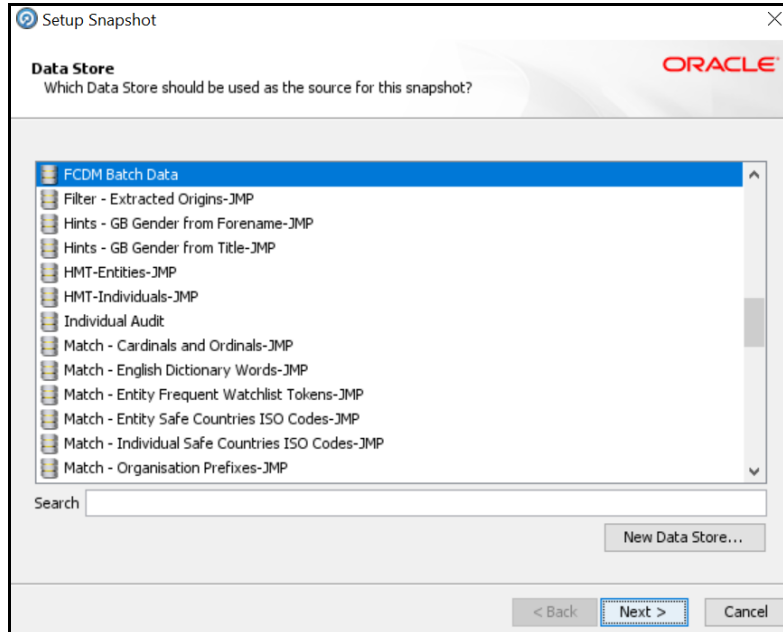 Setup Snapshot
Data Store
Which Data Store should be used as the source for this snapshot?
ORACLE
FCDM Batch Data
Filter - Extracted Origins-JMP
Hints - GB Gender from Forename-JMP
Hints - GB Gender from Title-JMP
HMT-Entities-JMP
HMT-Individuals-JMP
Individual Audit
Match - Cardinals and Ordinals-JMP
Match - English Dictionary Words-JMP
Match - Entity Frequent Watchlist Tokens-JMP
Match - Entity Safe Countries ISO Codes-JMP
Match - Individual Safe Countries ISO Codes-JMP
Match - Organisation Prefixes-JMP
Search
New Data Store...
< Back Next > Cancel